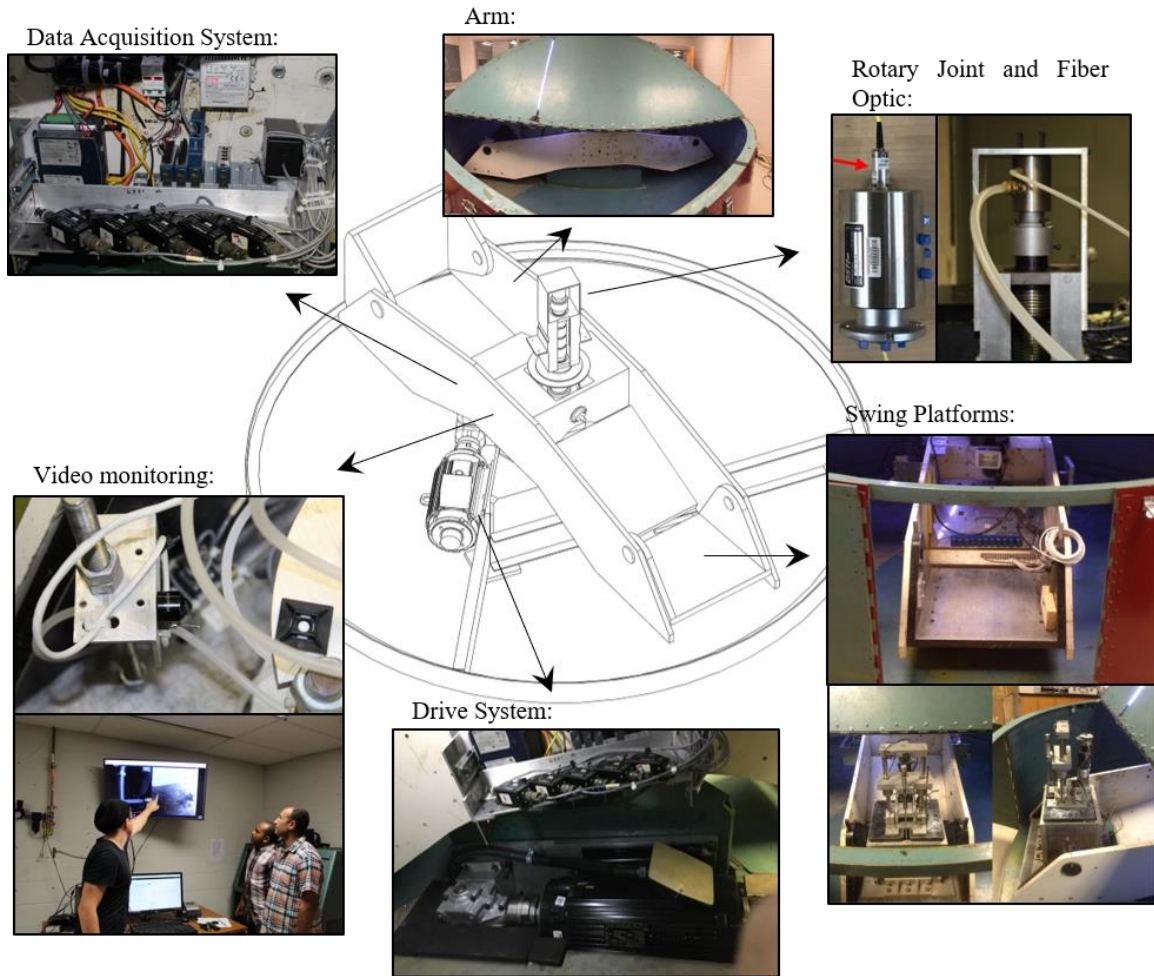 Arm:
Data Acquisition System:
Rotary Joint and Fiber
Optic:
Swing Platforms:
Video monitoring:
Drive System: